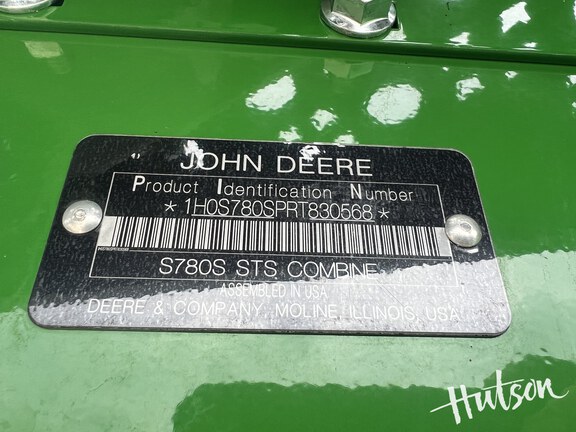 JOHN DEERE
Product Identification Number
*1H0S780SPRT830568*
S780S STS COMBINE
ASSEMBLED IN USA
DEERE & COMPANY, MOLINE, ILLINOIS, USA
Hutson